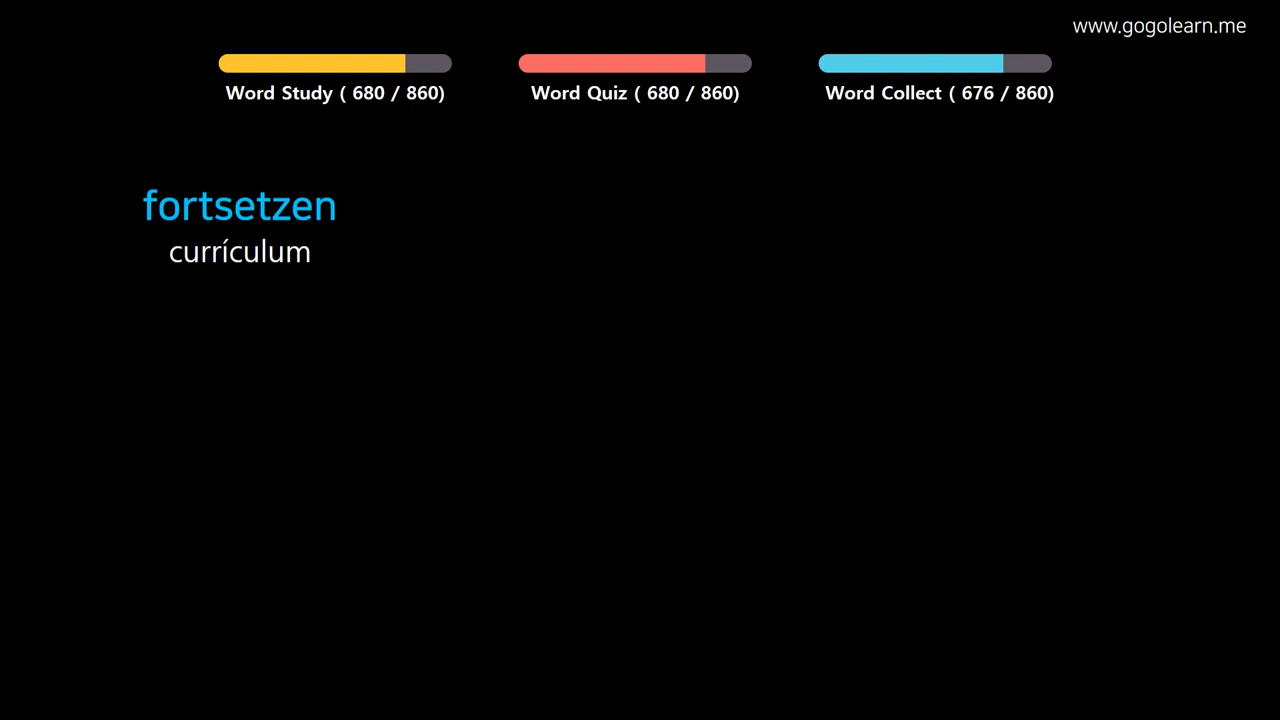 www.gogolearn.me
Word Study ( 680 / 860)
Word Quiz ( 680 / 860)
Word Collect ( 676 / 860)
fortsetzen
currículum